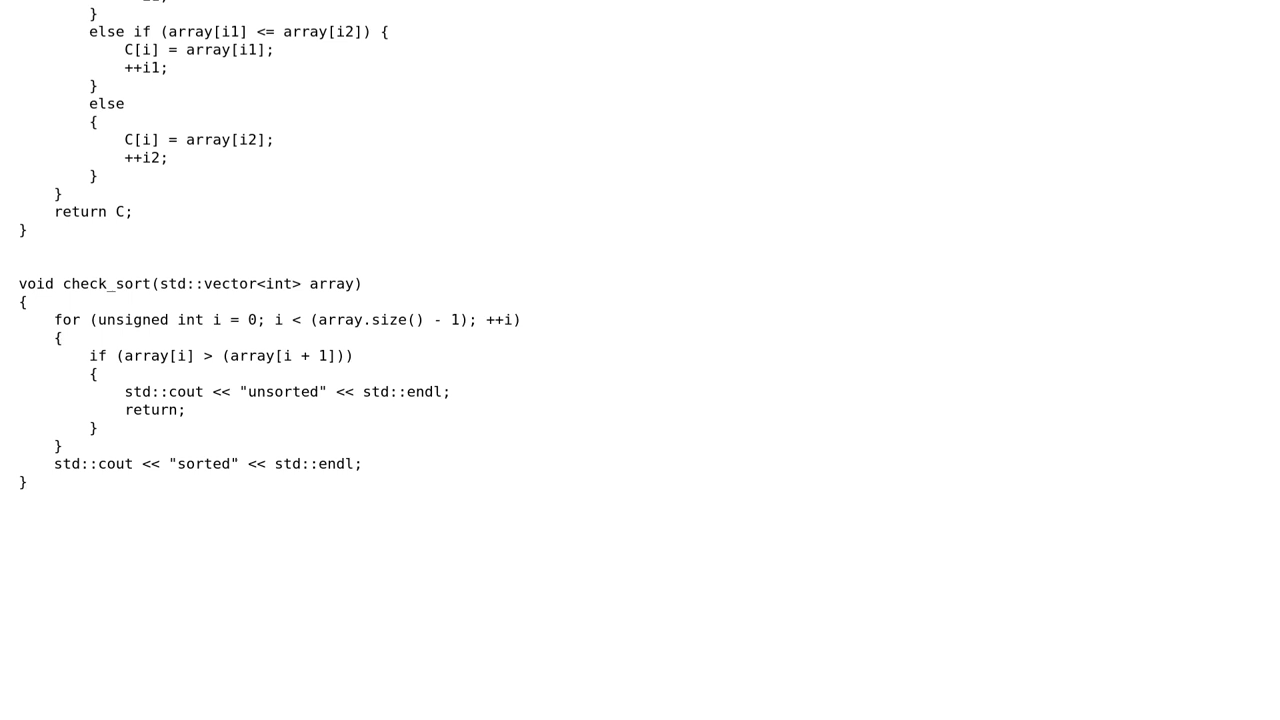 }
else if (array[i1] <= array[i2]) {
C[i] = array[i1];
++i1;
}
else
{
C[i] = array[i2];
++i2;
}
}
return C;
}
void check_sort(std::vector<int> array)
{
for (unsigned int i = 0; i < (array.size() - 1); ++i)
{
if (array[i] > (array[i + 1]))
{
std::cout << "unsorted" << std::endl;
return;
}
}
std::cout << "sorted" << std::endl;
}